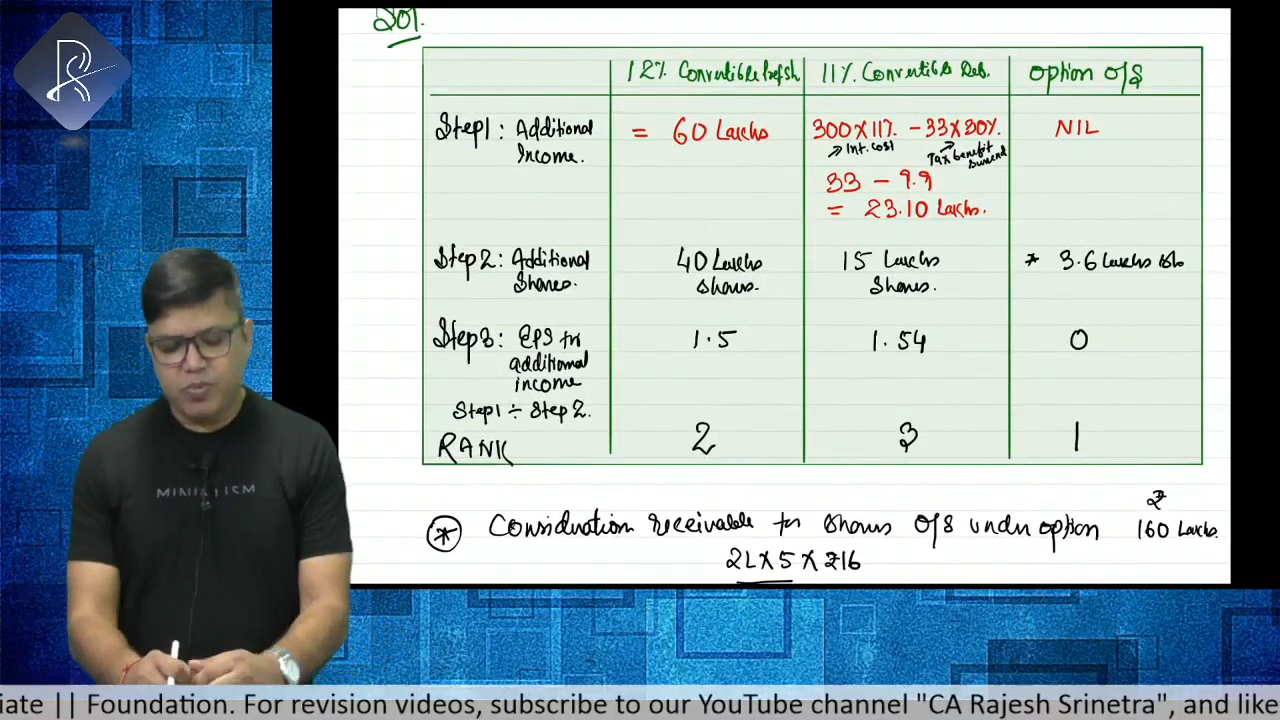 Sol.
12% Convertible Prefsh
11% Convertible Deb.
Option O/s
Step1 : Additional Income.
= 60 Lakhs
300×11% - 33×30%.
Int. cost
Tax benefit
33 - 9.9
= 23.10 Lakhs.
NIL
Step2 : Additional Shares.
40 Lakhs Shares.
15 Lakhs Shares.
* 3.6 Lakhs
Step3 : EPS for additional income
Step1 ÷ Step2.
1.5
1.54
0
RANK
2
3
1
* Consideration receivable for Shares O/S under option ₹ 160 Lakhs.
2L×5×₹16
MINIMALISM
iate || Foundation. For revision videos, subscribe to our YouTube channel "CA Rajesh Srinetra", and like